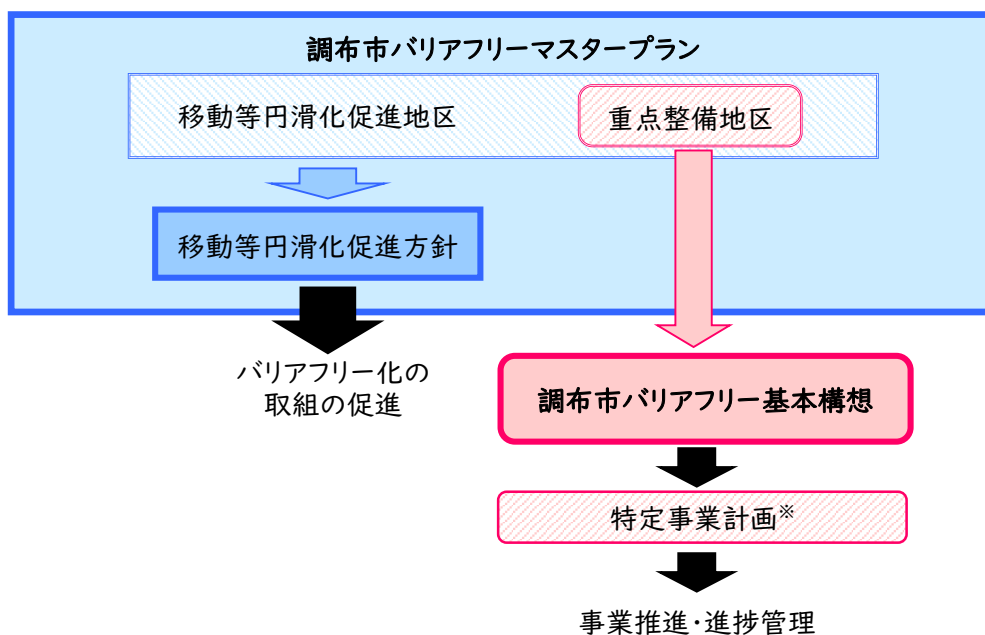 調布市バリアフリーマスタープラン
移動等円滑化促進地区
重点整備地区
移動等円滑化促進方針
バリアフリー化の
取組の促進
調布市バリアフリー基本構想
特定事業計画※
事業推進・進捗管理